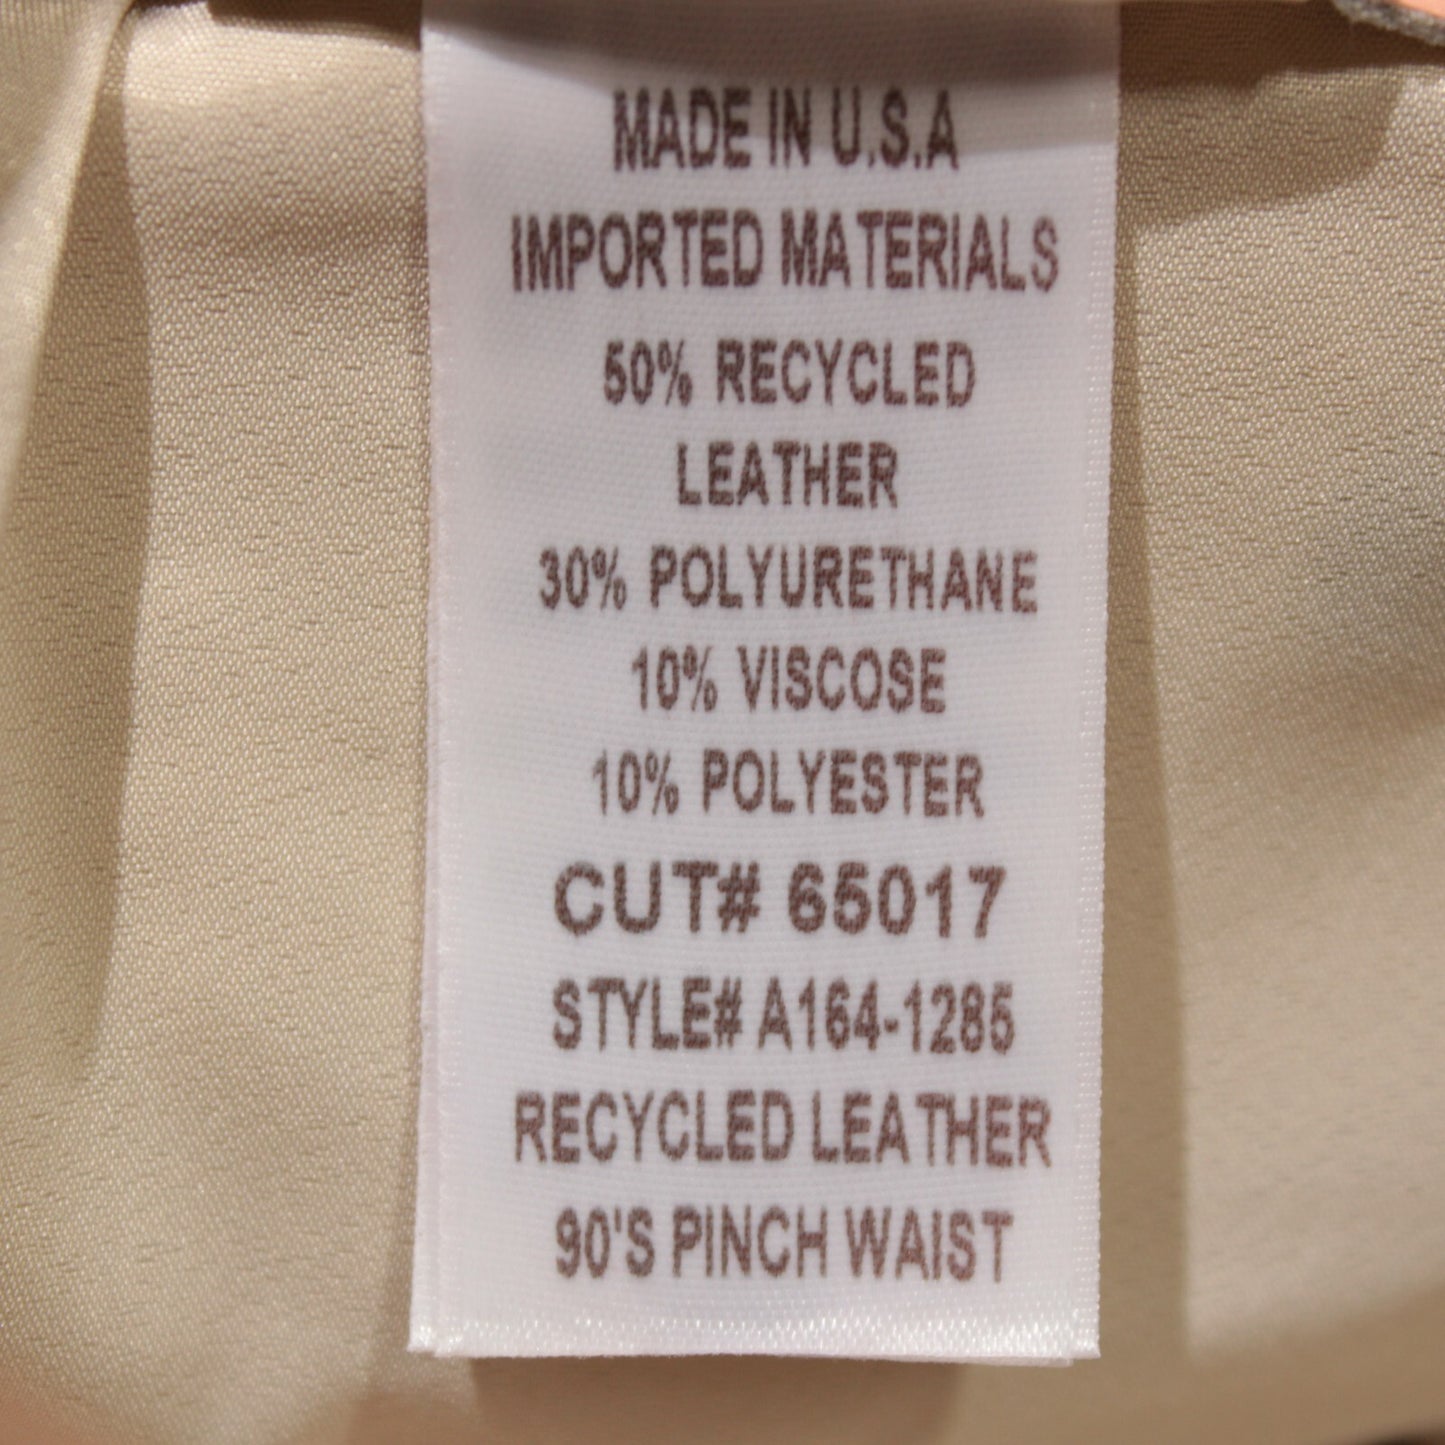 MADE IN U.S.A
IMPORTED MATERIALS
50% RECYCLED
LEATHER
30% POLYURETHANE
10% VISCOSE
10% POLYESTER
CUT# 65017
STYLE# A164-1285
RECYCLED LEATHER
90'S PINCH WAIST